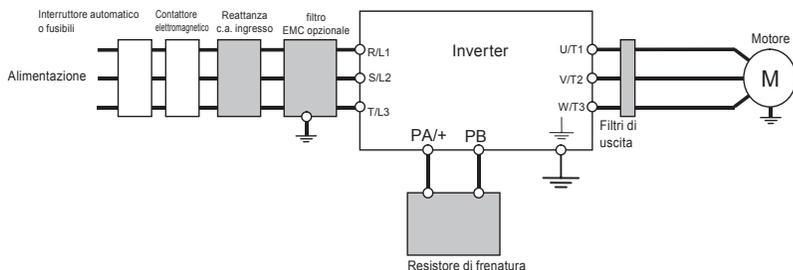 Interruttore automatico
o fusibili
Contattore
elettromagnetico
Reattanza
c.a. ingresso
filtro
EMC opzionale
Alimentazione
R/L1
S/L2
T/L3
Inverter
U/T1
V/T2
W/T3
PA/+
PB
Filtri di
uscita
Motore
M
Resistore di frenatura